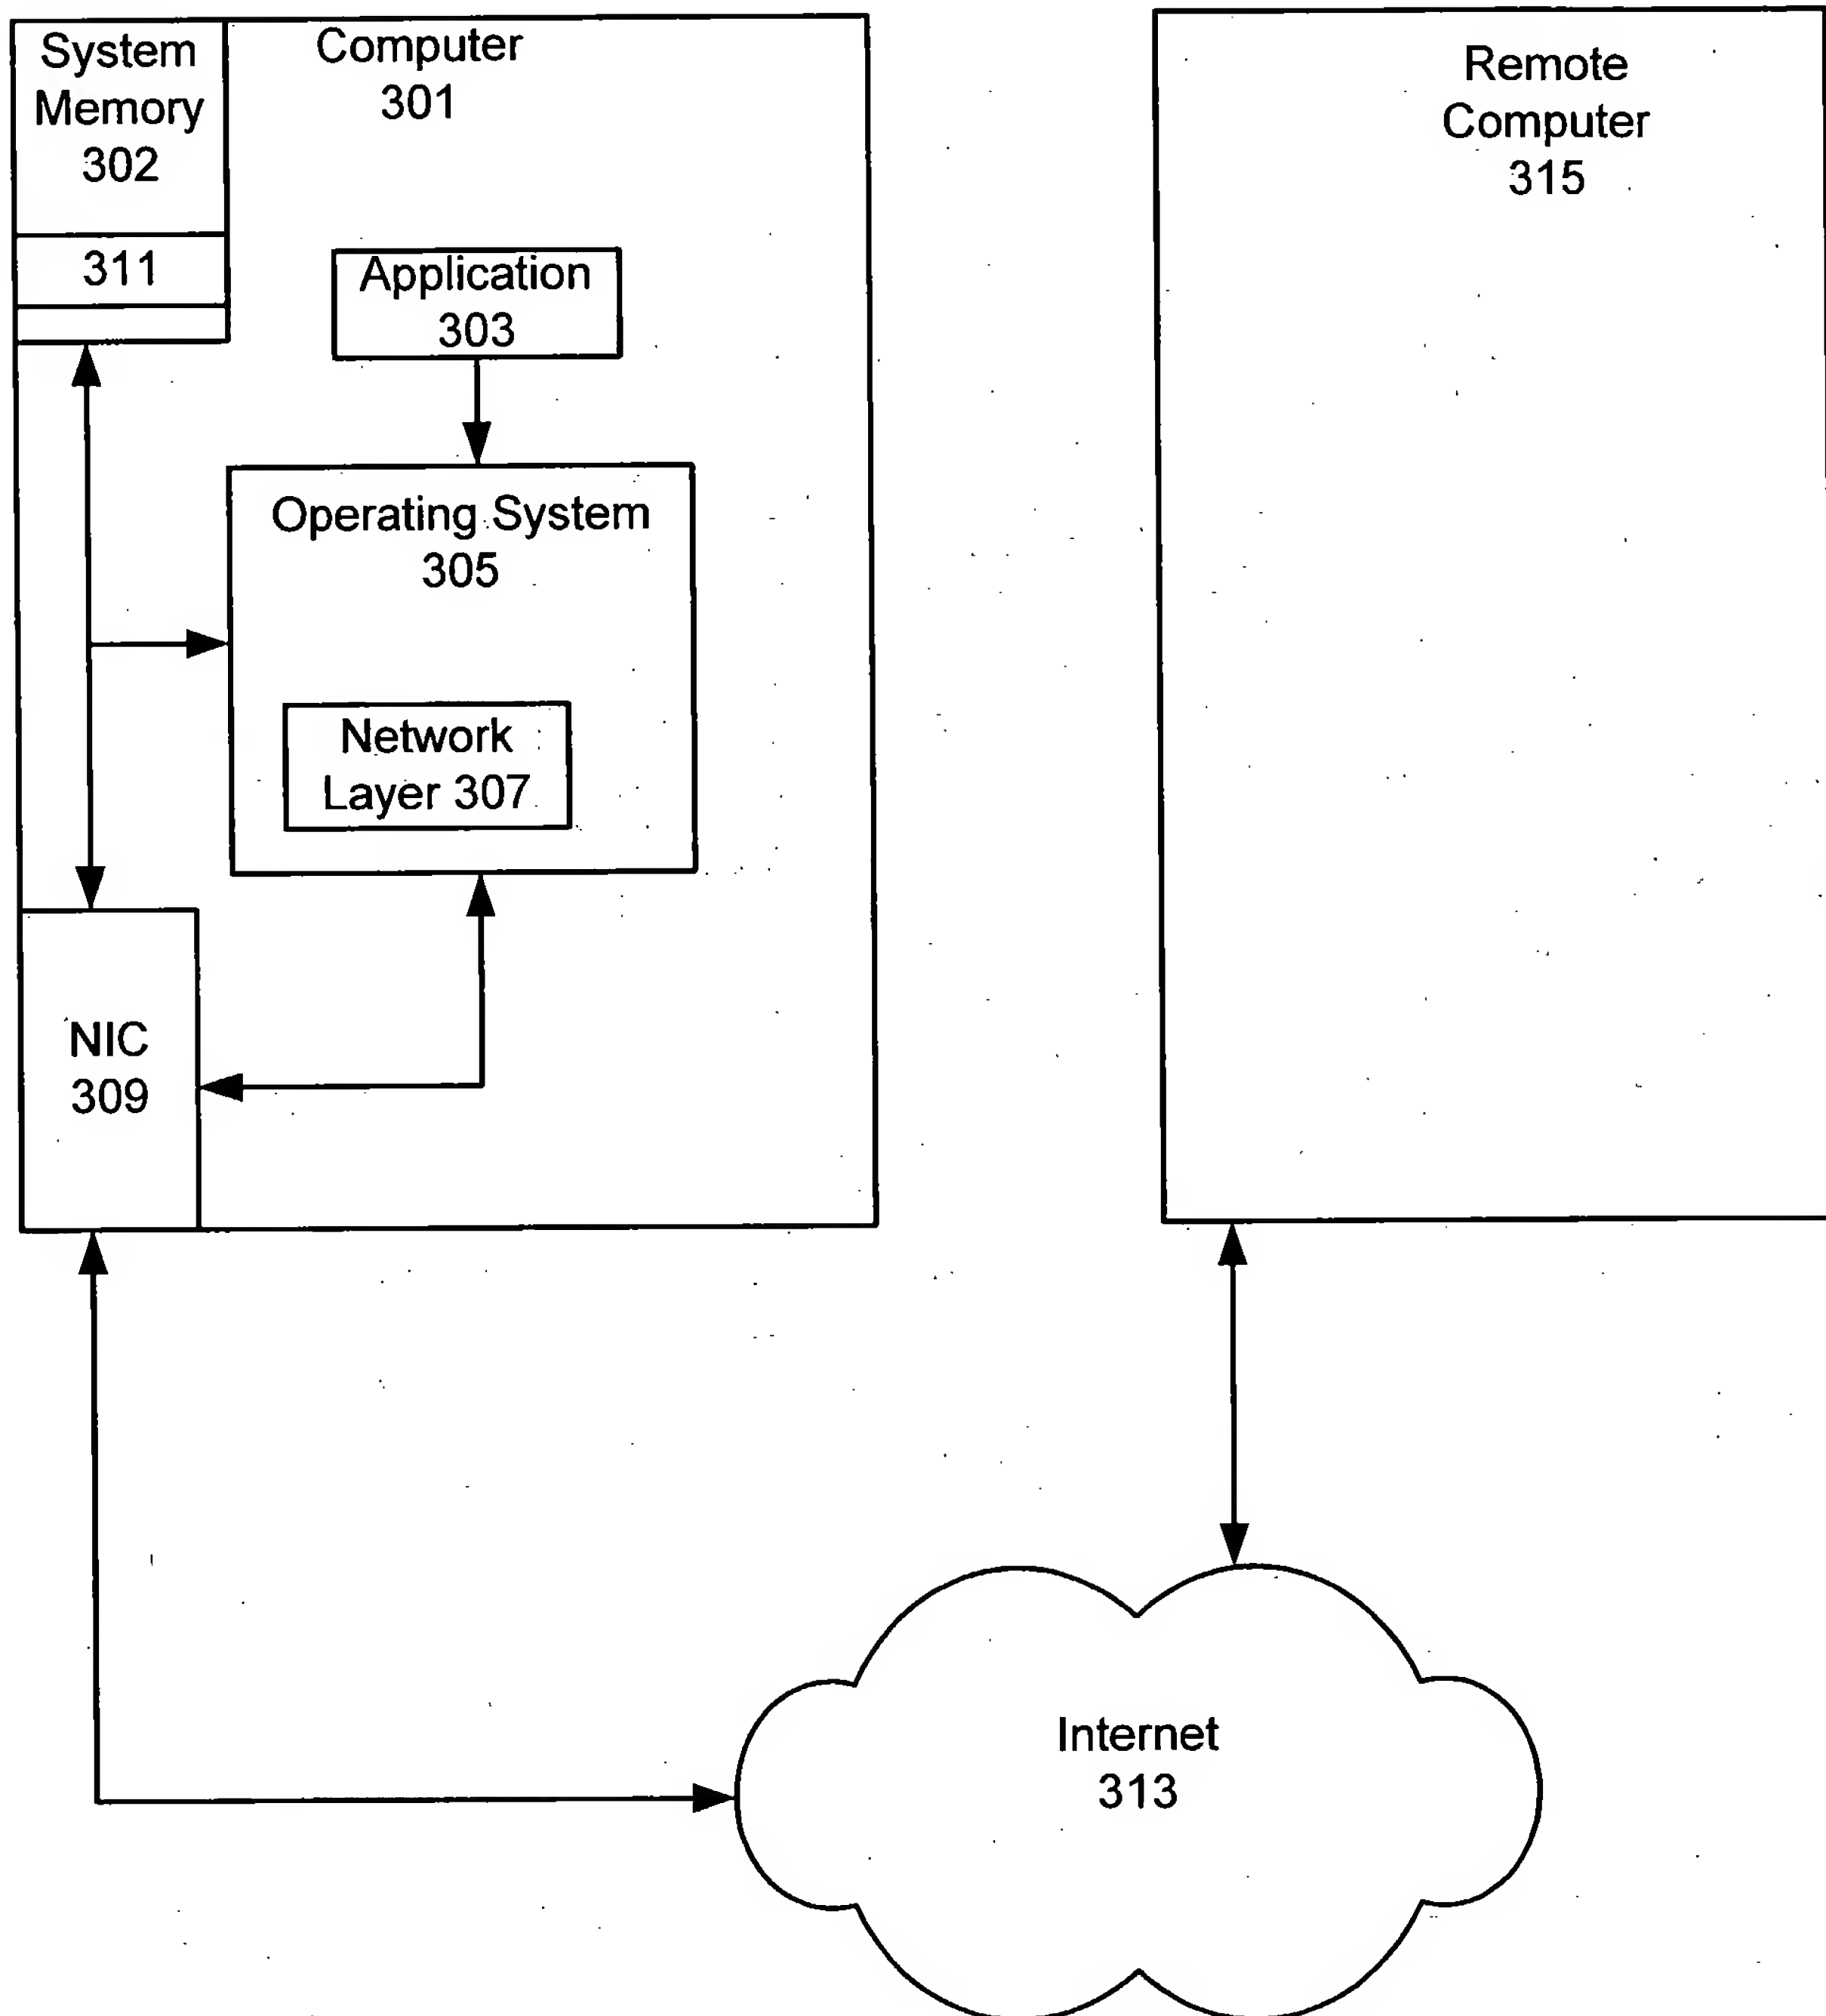 System
Memory
302
311
Computer
301
Application
303
Operating System
305
Network
Layer 307
NIC
309
Remote
Computer
315
Internet
313